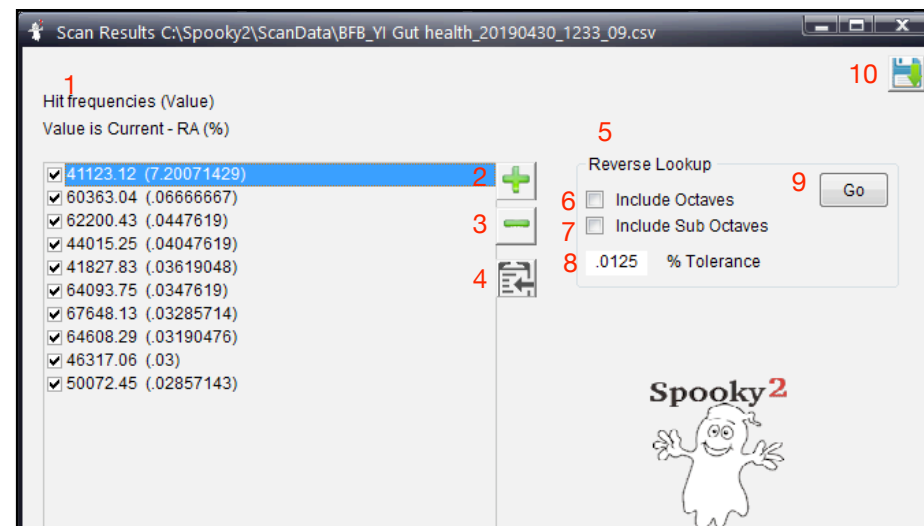 Scan Results C:\Spooky2\ScanData\BFB_YI Gut health_20190430_1233_09.csv
10
1
Hit frequencies (Value)
Value is Current - RA (%)
41123.12 (7.20071429)
60363.04 (.06666667)
62200.43 (.0447619)
44015.25 (.04047619)
41827.83 (.03619048)
64093.75 (.0347619)
67648.13 (.03285714)
64608.29 (.03190476)
46317.06 (.03)
50072.45 (.02857143)
2
3
4
5
Reverse Lookup
6 Include Octaves
7 Include Sub Octaves
8 .0125 % Tolerance
9 Go
Spooky2